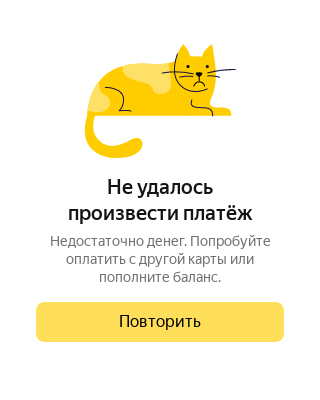 Не удалось
произвести платёж
Недостаточно денег. Попробуйте
оплатить с другой карты или
пополните баланс.
Повторить